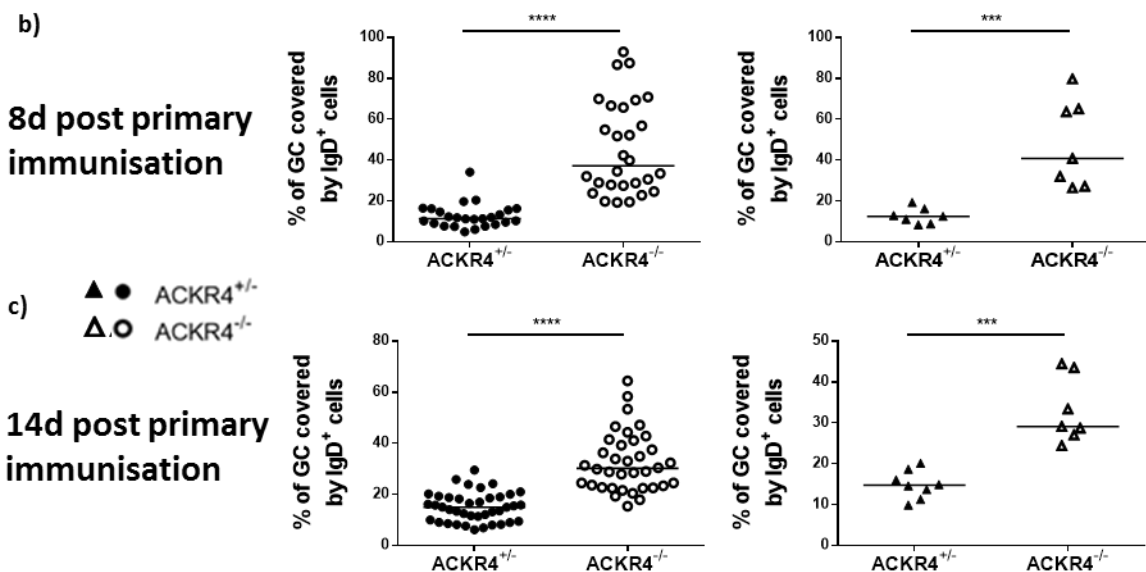 b)
8d post primary
immunisation
% of GC covered
by IgD⁺ cells
100
80
60
40
20
0
****
ACKR4⁺/⁻
ACKR4⁻/⁻
% of GC covered
by IgD⁺ cells
100
80
60
40
20
0
***
ACKR4⁺/⁻
ACKR4⁻/⁻
ACKR4⁺/⁻
ACKR4⁻/⁻
c)
14d post primary
immunisation
% of GC covered
by IgD⁺ cells
80
60
40
20
0
****
ACKR4⁺/⁻
ACKR4⁻/⁻
% of GC covered
by IgD⁺ cells
50
40
30
20
10
0
***
ACKR4⁺/⁻
ACKR4⁻/⁻